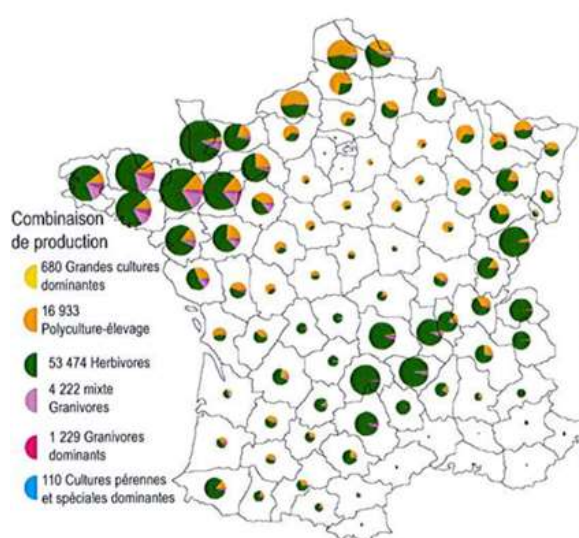 Combinaison
de production
680 Grandes cultures
dominantes
16 933
Polyculture-élevage
53 474 Herbivores
4 222 mixte
Granivores
1 229 Granivores
dominants
110 Cultures pérennes
et spéciales dominantes